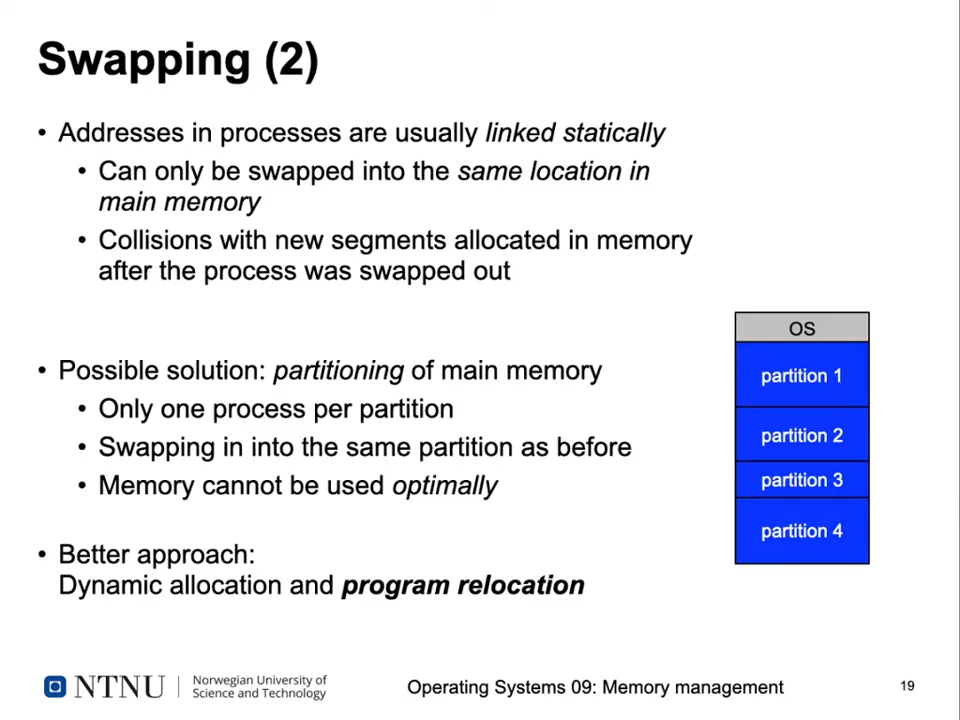 Swapping (2)
• Addresses in processes are usually linked statically
• Can only be swapped into the same location in
main memory
• Collisions with new segments allocated in memory
after the process was swapped out
• Possible solution: partitioning of main memory
• Only one process per partition
• Swapping in into the same partition as before
• Memory cannot be used optimally
• Better approach:
Dynamic allocation and program relocation
OS
partition 1
partition 2
partition 3
partition 4
NTNU
Norwegian University of
Science and Technology
Operating Systems 09: Memory management
19